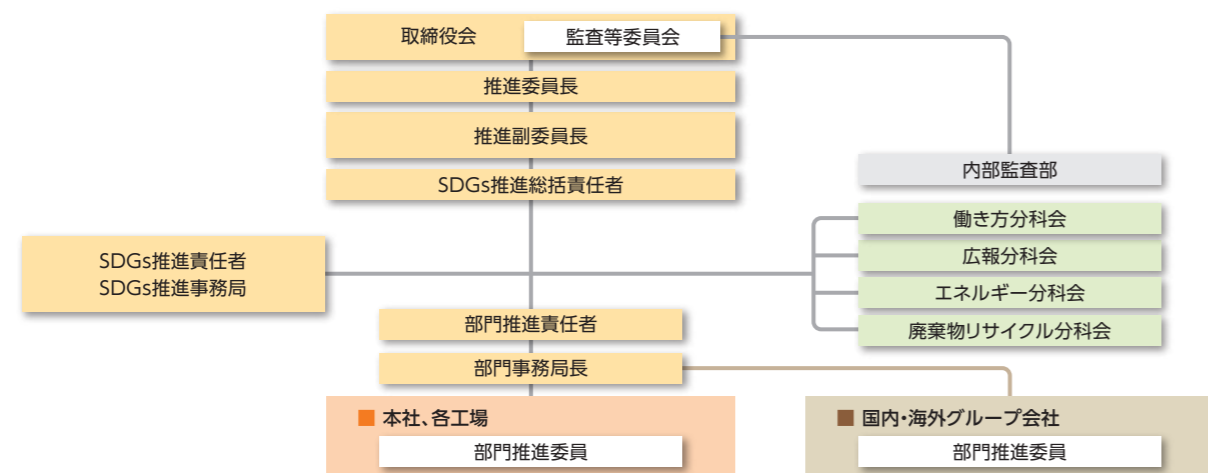 取締役会
監査等委員会
推進委員長
推進副委員長
SDGs推進総括責任者
内部監査部
働き方分科会
広報分科会
エネルギー分科会
廃棄物リサイクル分科会
SDGs推進責任者
SDGs推進事務局
部門推進責任者
部門事務局長
■ 本社、各工場
部門推進委員
■ 国内・海外グループ会社
部門推進委員